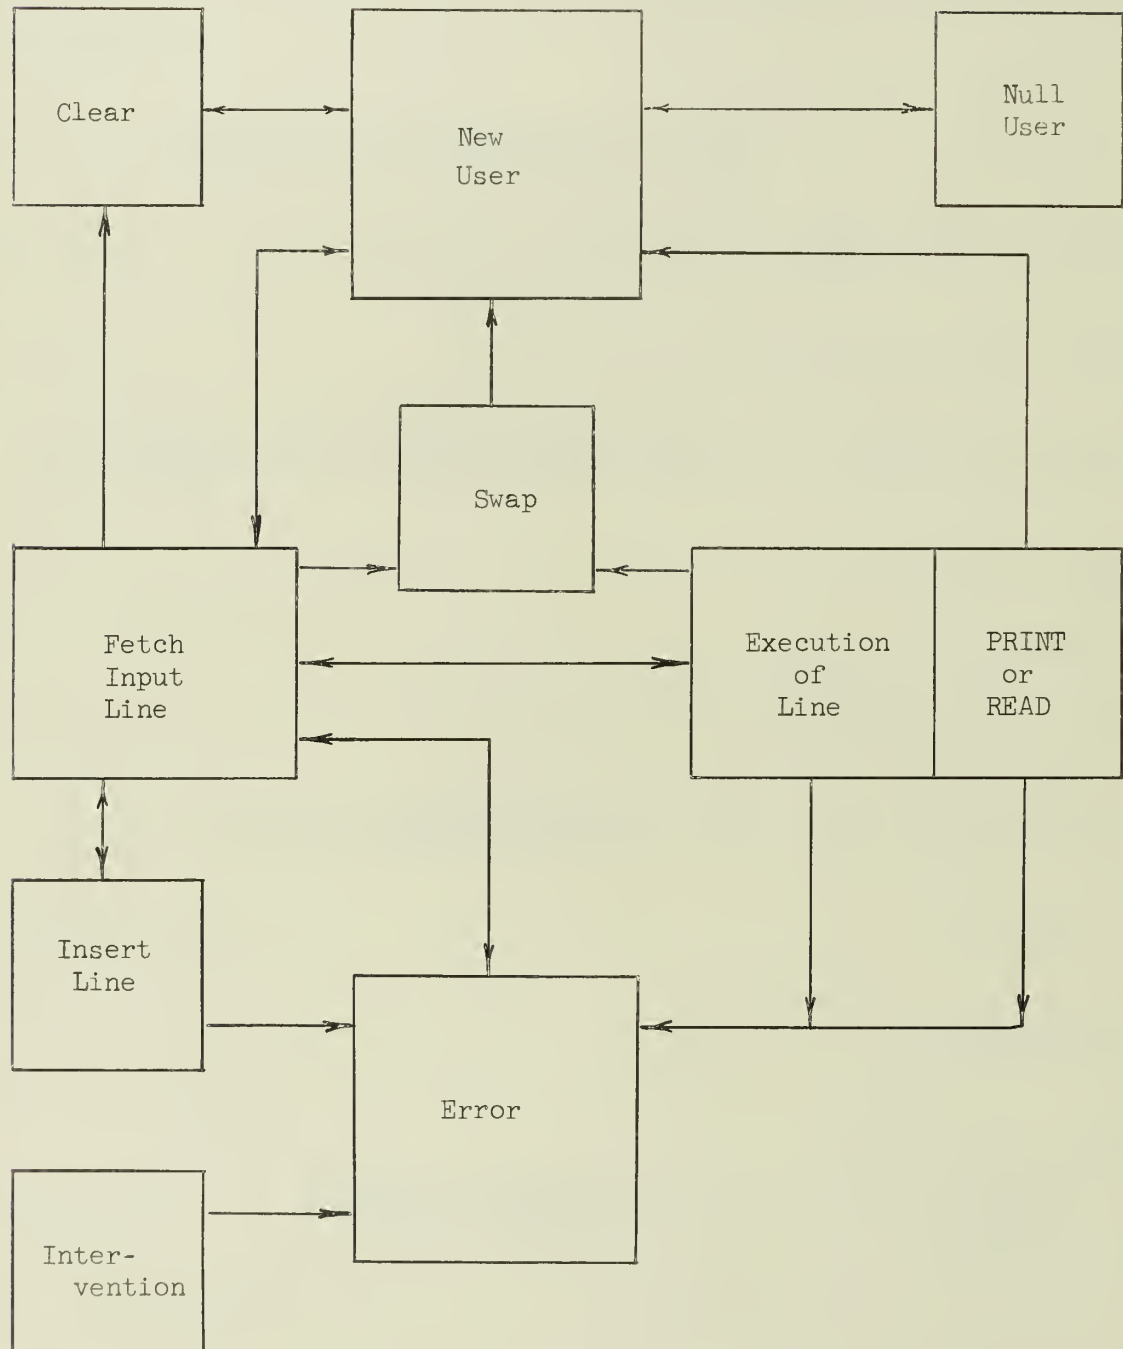 Clear
New
User
Null
User
Swap
Fetch
Input
Line
Execution
of
Line
PRINT
or
READ
Insert
Line
Error
Inter-
vention